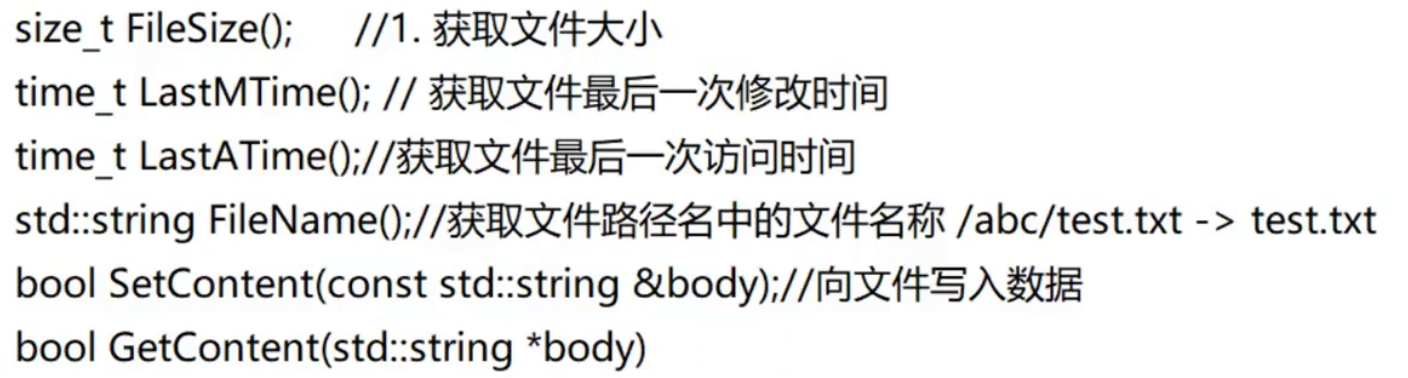 size_t FileSize(); //1. 获取文件大小
time_t LastMTime(); // 获取文件最后一次修改时间
time_t LastATime();//获取文件最后一次访问时间
std::string FileName();//获取文件路径名中的文件名称 /abc/test.txt -> test.txt
bool SetContent(const std::string &body);//向文件写入数据
bool GetContent(std::string *body)